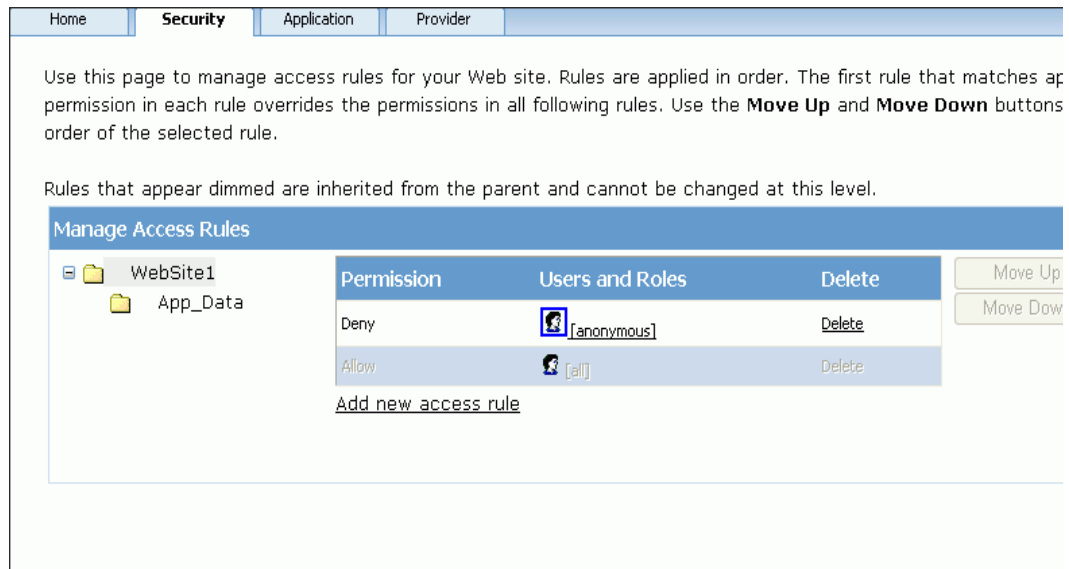 Home Security Application Provider
Use this page to manage access rules for your Web site. Rules are applied in order. The first rule that matches ap
permission in each rule overrides the permissions in all following rules. Use the Move Up and Move Down buttons
order of the selected rule.
Rules that appear dimmed are inherited from the parent and cannot be changed at this level.
Manage Access Rules
WebSite1
App_Data
Permission Users and Roles Delete
Deny [anonymous] Delete
Allow [all] Delete
Add new access rule
Move Up
Move Dow